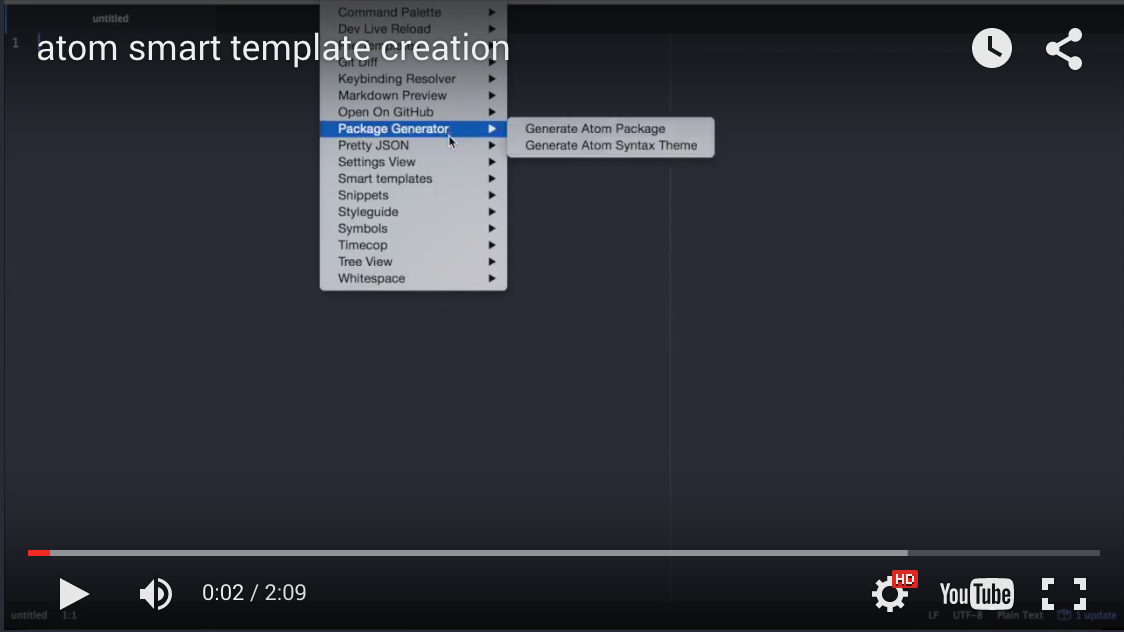 untitled
1
atom smart template creation
Command Palette
Dev Live Reload
Git Diff
Keybinding Resolver
Markdown Preview
Open On GitHub
Package Generator
Generate Atom Package
Generate Atom Syntax Theme
Pretty JSON
Settings View
Smart templates
Snippets
Styleguide
Symbols
Timecop
Tree View
Whitespace
0:02 / 2:09
HD
YouTube
untitled 1:1
LF UTF-8 Plain Text 1 update